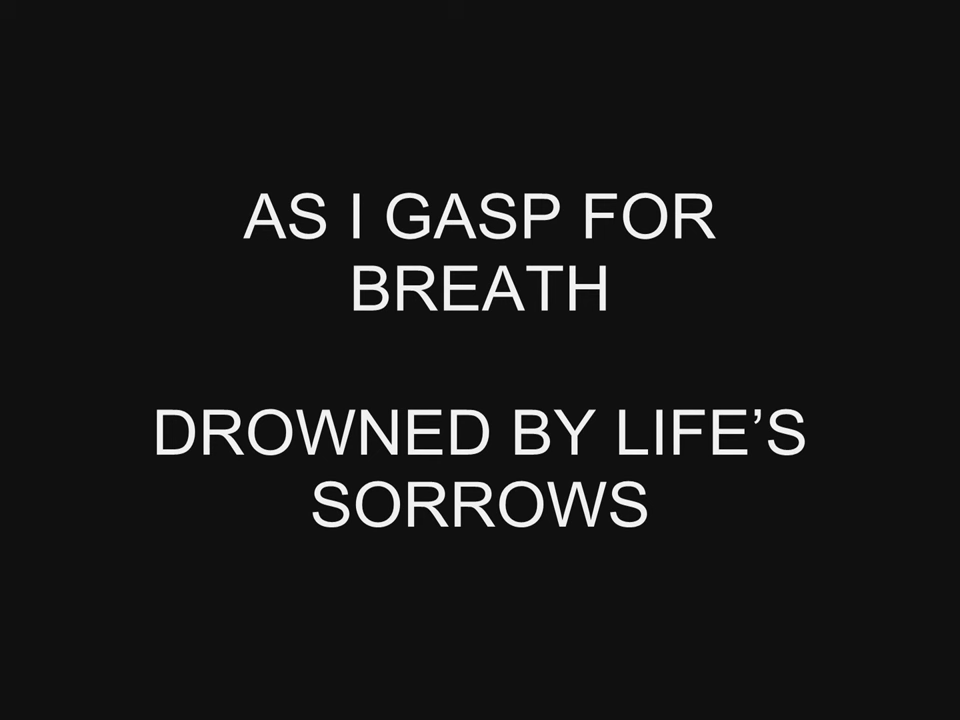 AS I GASP FOR
BREATH
DROWNED BY LIFE’S
SORROWS